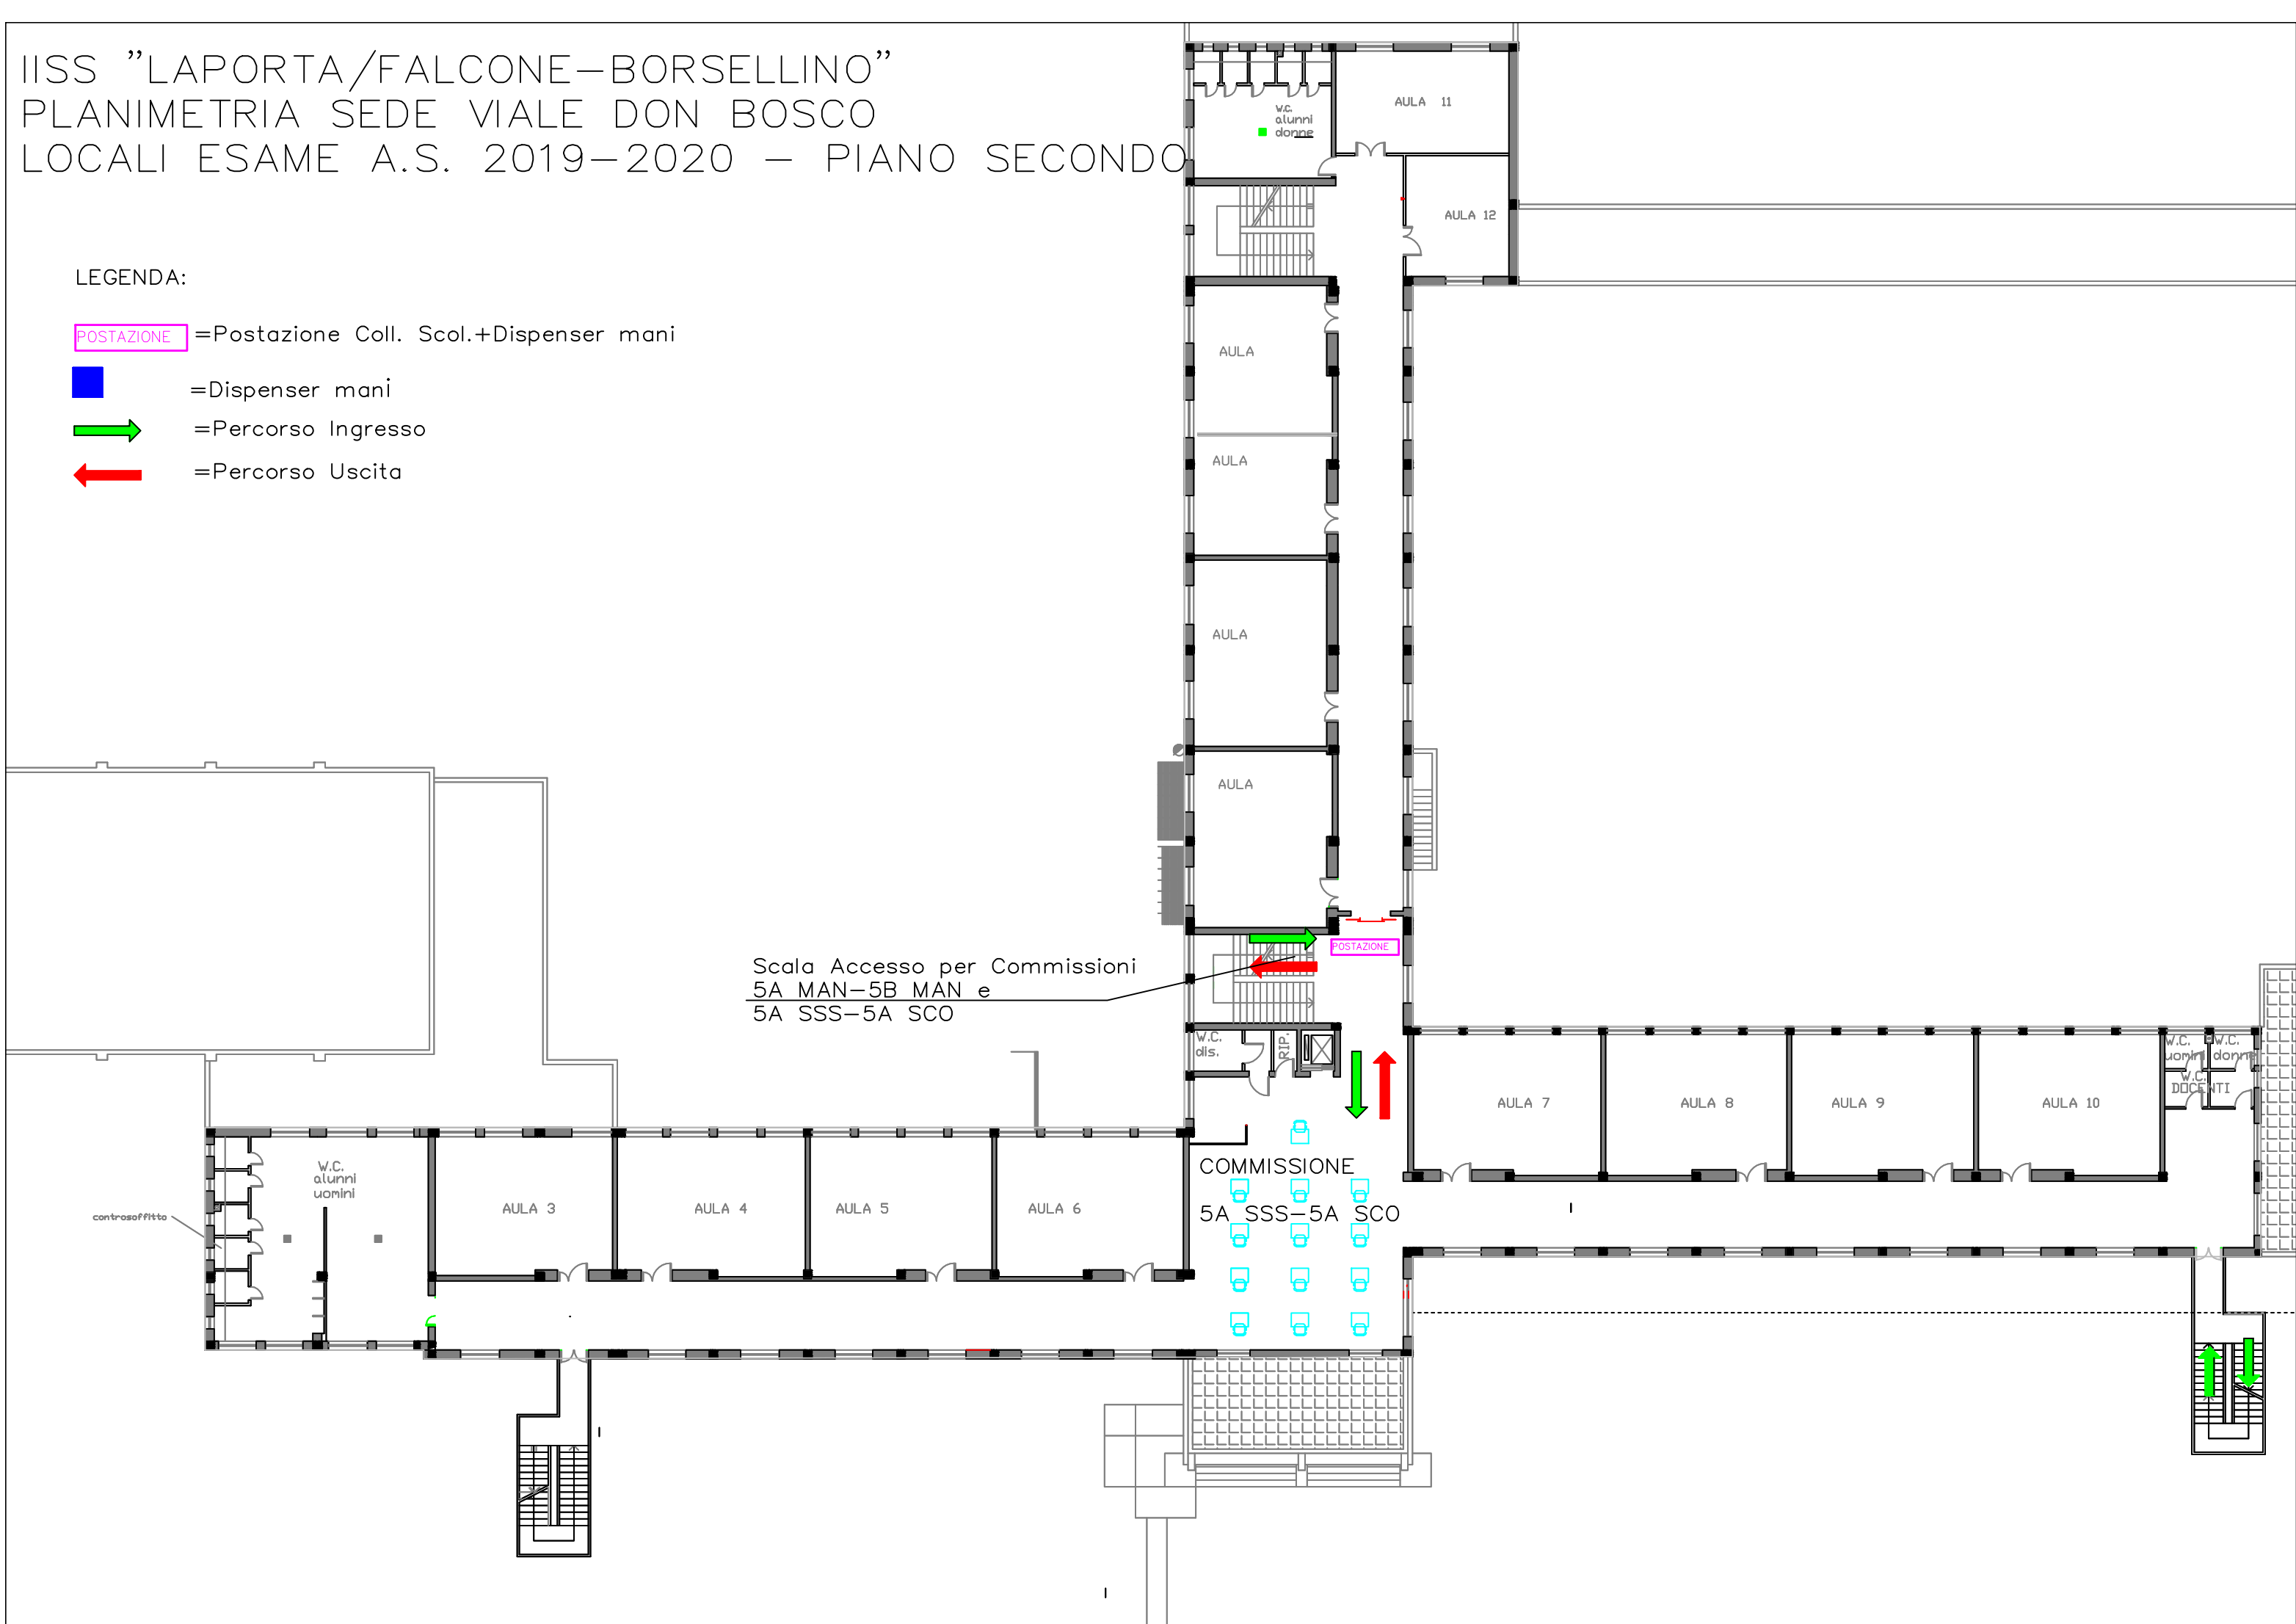 IISS "LAPORTA/FALCONE-BORSELLINO"
PLANIMETRIA SEDE VIALE DON BOSCO
LOCALI ESAME A.S. 2019-2020 - PIANO SECONDO
LEGENDA:
POSTAZIONE =Postazione Coll. Scol.+Dispenser mani
=Dispenser mani
=Percorso Ingresso
=Percorso Uscita
W.C.
alunni
donne
AULA 11
AULA 12
AULA
AULA
AULA
AULA
POSTAZIONE
Scala Accesso per Commissioni
5A MAN-5B MAN e
5A SSS-5A SCO
W.C.
dis.
RIP.
W.C.
uomini
W.C.
donne
W.C.
DOCENTI
AULA 7
AULA 8
AULA 9
AULA 10
COMMISSIONE
5A SSS-5A SCO
W.C.
alunni
uomini
controsoffitto
AULA 3
AULA 4
AULA 5
AULA 6